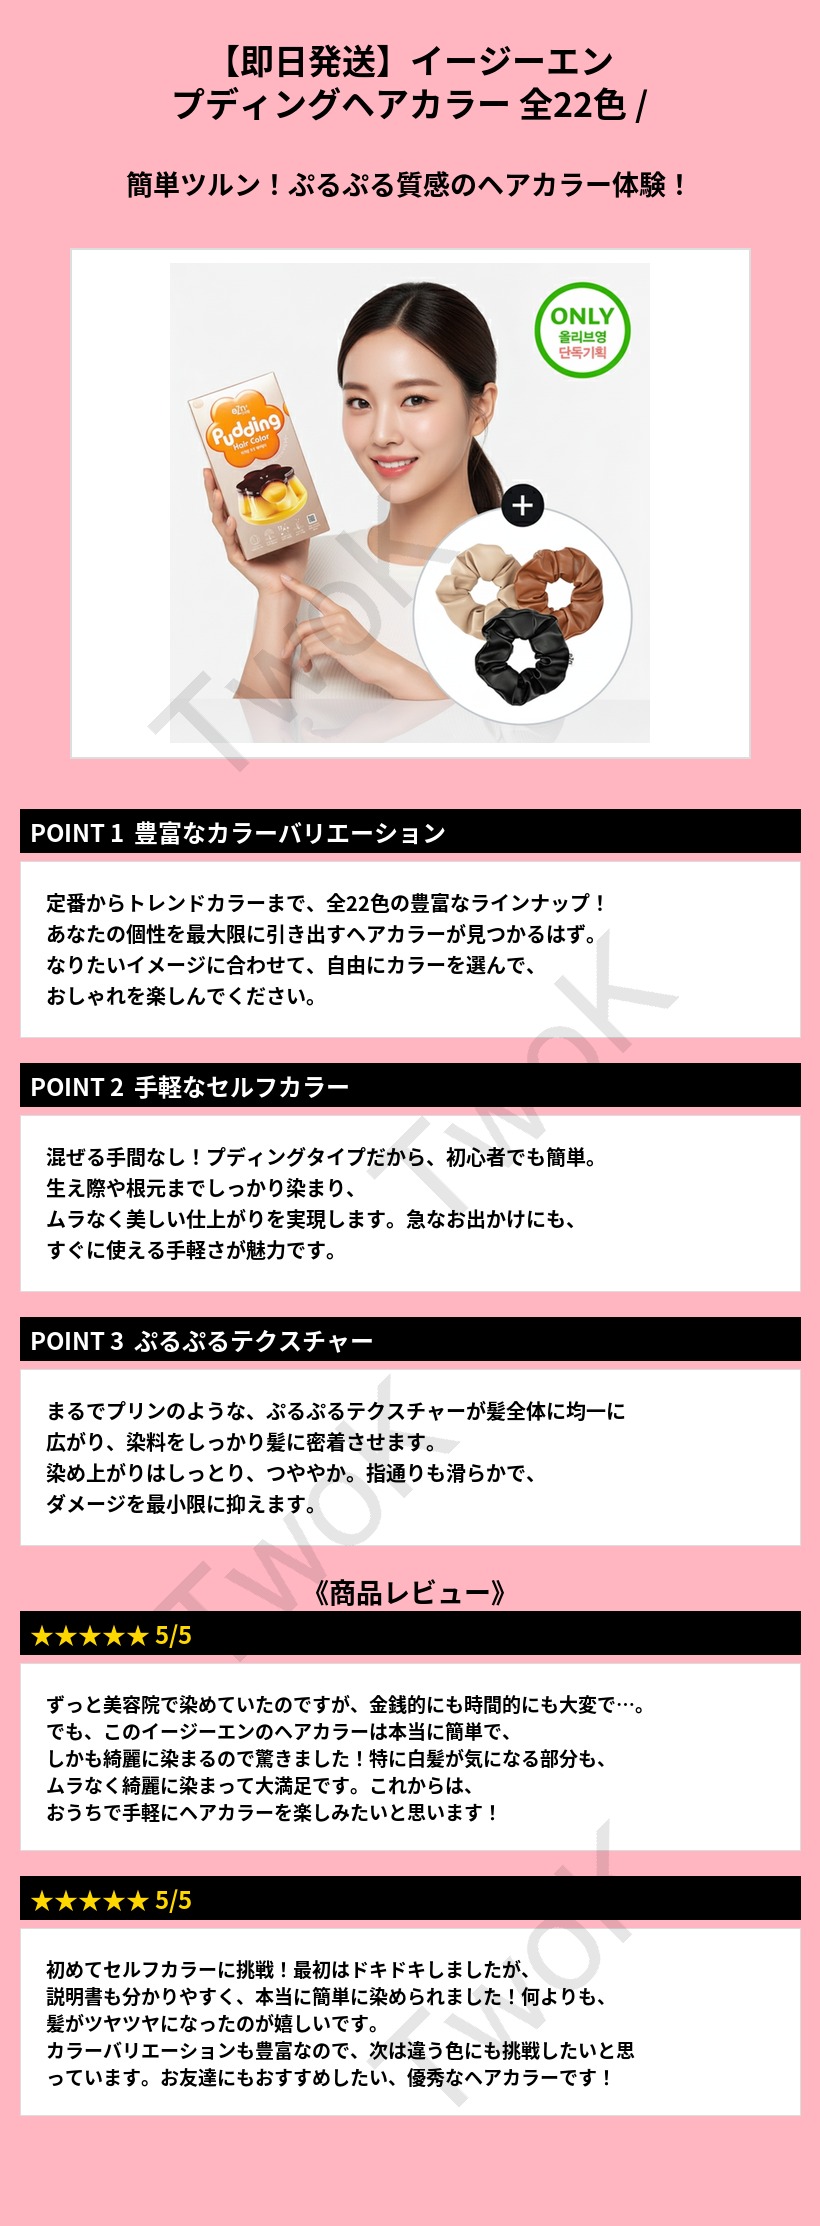 【即日発送】イージーエン
プディングヘアカラー 全22色 /
簡単ツルン！ぷるぷる質感のヘアカラー体験！
ONLY
올리브영
단독기획
eZn
Pudding
Hair Color
+
TwoK
POINT 1 豊富なカラーバリエーション
定番からトレンドカラーまで、全22色の豊富なラインナップ！
あなたの個性を最大限に引き出すヘアカラーが見つかるはず。
なりたいイメージに合わせて、自由にカラーを選んで、
おしゃれを楽しんでください。
TwoK
POINT 2 手軽なセルフカラー
混ぜる手間なし！プディングタイプだから、初心者でも簡単。
生え際や根元までしっかり染まり、
ムラなく美しい仕上がりを実現します。急なお出かけにも、
すぐに使える手軽さが魅力です。
POINT 3 ぷるぷるテクスチャー
まるでプリンのような、ぷるぷるテクスチャーが髪全体に均一に
広がり、染料をしっかり髪に密着させます。
染め上がりはしっとり、つややか。指通りも滑らかで、
ダメージを最小限に抑えます。
TwoK
《商品レビュー》
★★★★★ 5/5
ずっと美容院で染めていたのですが、金銭的にも時間的にも大変で…。
でも、このイージーエンのヘアカラーは本当に簡単で、
しかも綺麗に染まるので驚きました！特に白髪が気になる部分も、
ムラなく綺麗に染まって大満足です。これからは、
おうちで手軽にヘアカラーを楽しみたいと思います！
★★★★★ 5/5
初めてセルフカラーに挑戦！最初はドキドキしましたが、
説明書も分かりやすく、本当に簡単に染められました！何よりも、
髪がツヤツヤになったのが嬉しいです。
カラーバリエーションも豊富なので、次は違う色にも挑戦したいと思
っています。お友達にもおすすめしたい、優秀なヘアカラーです！
TwoK